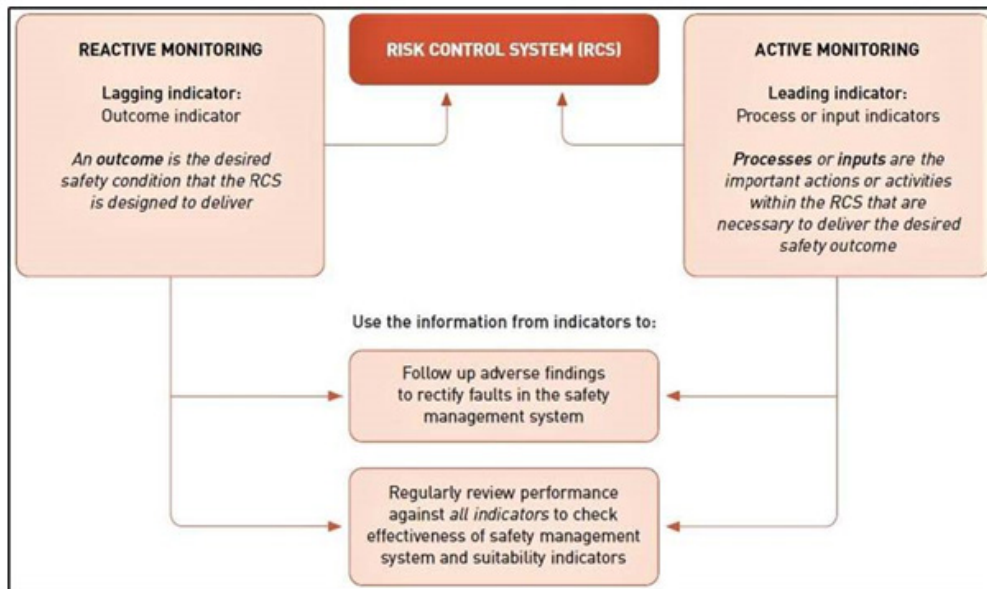 REACTIVE MONITORING
Lagging indicator:
Outcome indicator
An outcome is the desired
safety condition that the RCS
is designed to deliver
RISK CONTROL SYSTEM (RCS)
ACTIVE MONITORING
Leading indicator:
Process or input indicators
Processes or inputs are the
important actions or activities
within the RCS that are
necessary to deliver the desired
safety outcome
Use the information from indicators to:
Follow up adverse findings
to rectify faults in the safety
management system
Regularly review performance
against all indicators to check
effectiveness of safety management
system and suitability indicators